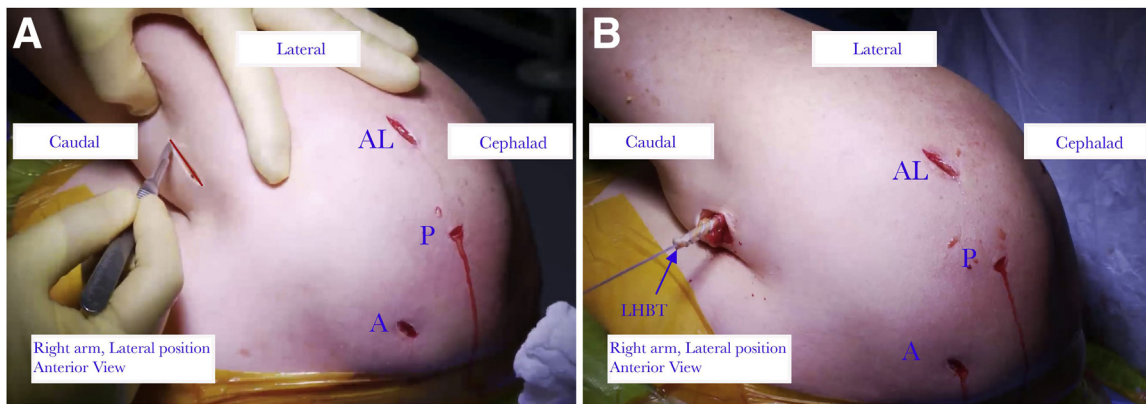 A
Lateral
Caudal
AL
Cephalad
P
A
Right arm, Lateral position
Anterior View
B
Lateral
Caudal
Cephalad
AL
P
LHBT
A
Right arm, Lateral position
Anterior View